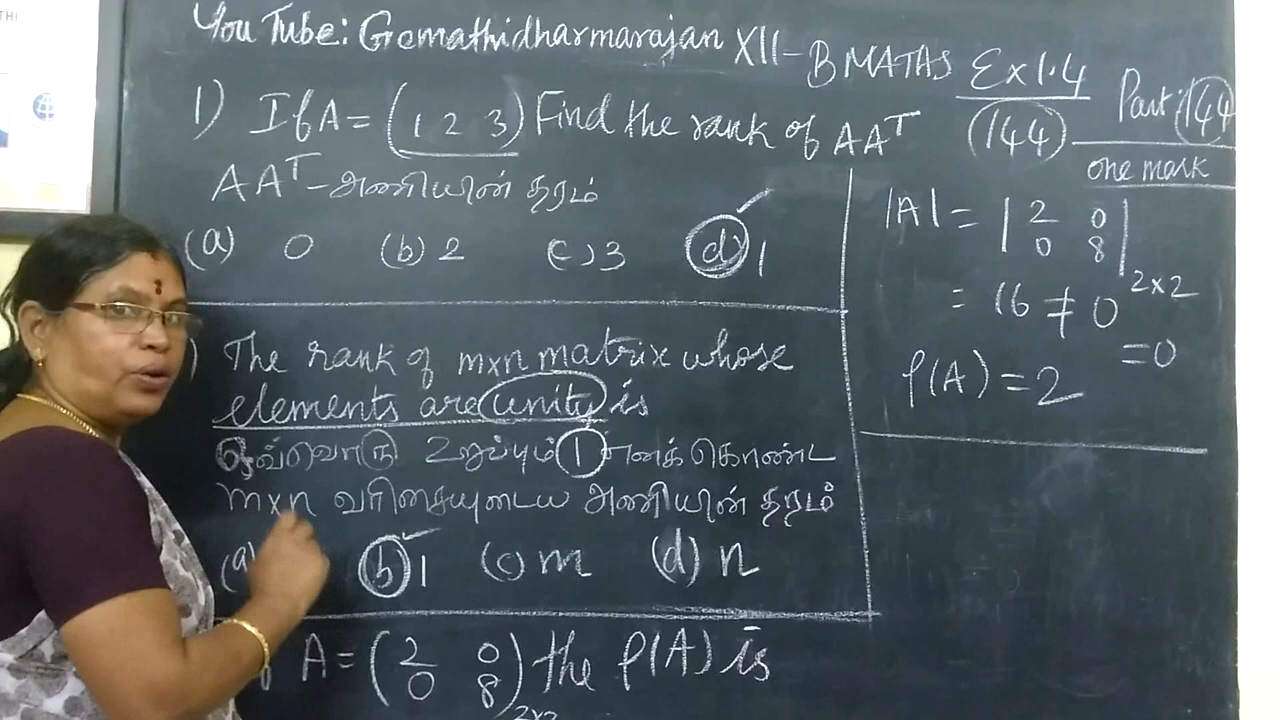 You Tube: Gomathidharmarajan XII-B MATHS Ex 1.4
Part: 144
(144)
one mark
1) If A = (1 2 3) Find the rank of AAᵀ
AAᵀ-அணியின் தரம்
(a) 0 (b) 2 (c) 3 (d) 1
) The rank of m×n matrix whose
elements are unity is
ஒவ்வொரு உறுப்பும் 1 எனக் கொண்ட
m×n வரிசையுடைய அணியின் தரம்
(a) (b) 1 (c) m (d) n
A = (2 0
0 8) 2×2 the ρ(A) is
|A| = |2 0
0 8| 2×2
= 16 ≠ 0
= 0
ρ(A) = 2